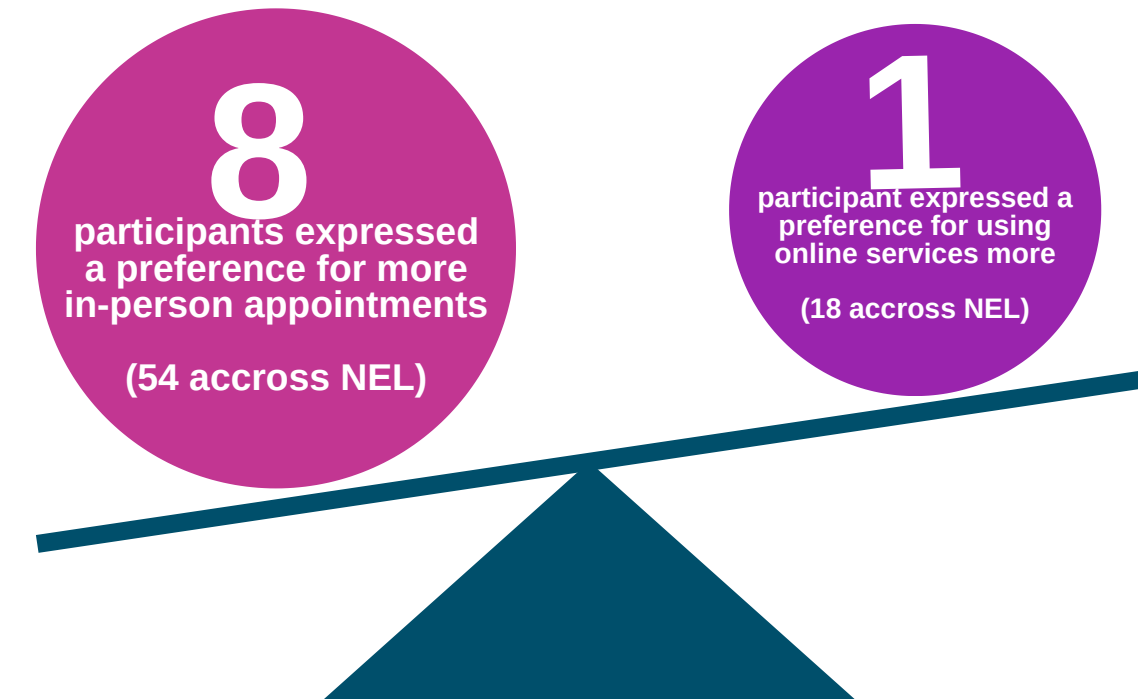 8
participants expressed
a preference for more
in-person appointments
(54 accross NEL)
1
participant expressed a
preference for using
online services more
(18 accross NEL)